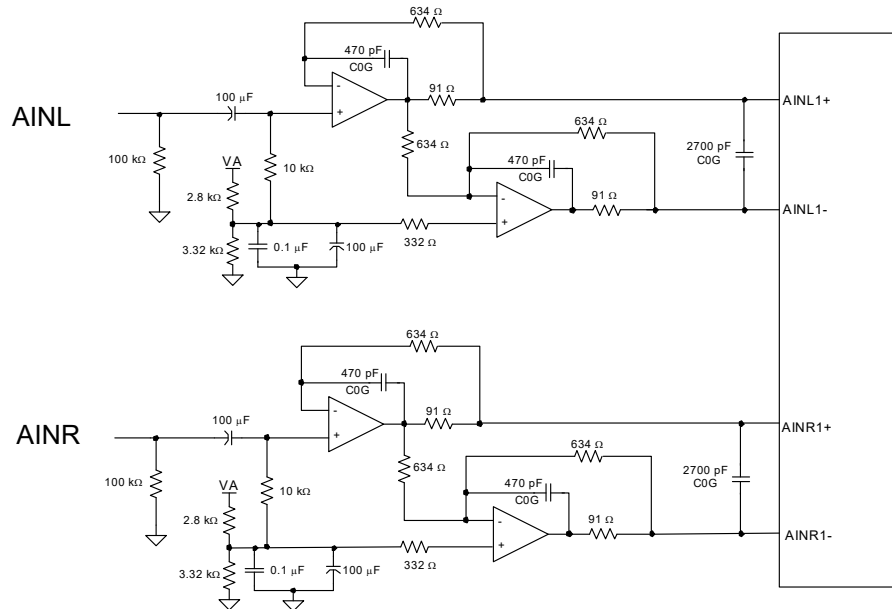 634 Ω
470 pF
C0G
100 µF
91 Ω
AINL
AINL1+
634 Ω
634 Ω
100 kΩ
VA
10 kΩ
470 pF
C0G
2700 pF
C0G
2.8 kΩ
91 Ω
AINL1-
3.32 kΩ
0.1 µF
100 µF
332 Ω
634 Ω
470 pF
C0G
100 µF
91 Ω
AINR
AINR1+
634 Ω
634 Ω
100 kΩ
VA
10 kΩ
470 pF
C0G
2700 pF
C0G
2.8 kΩ
91 Ω
AINR1-
3.32 kΩ
0.1 µF
100 µF
332 Ω